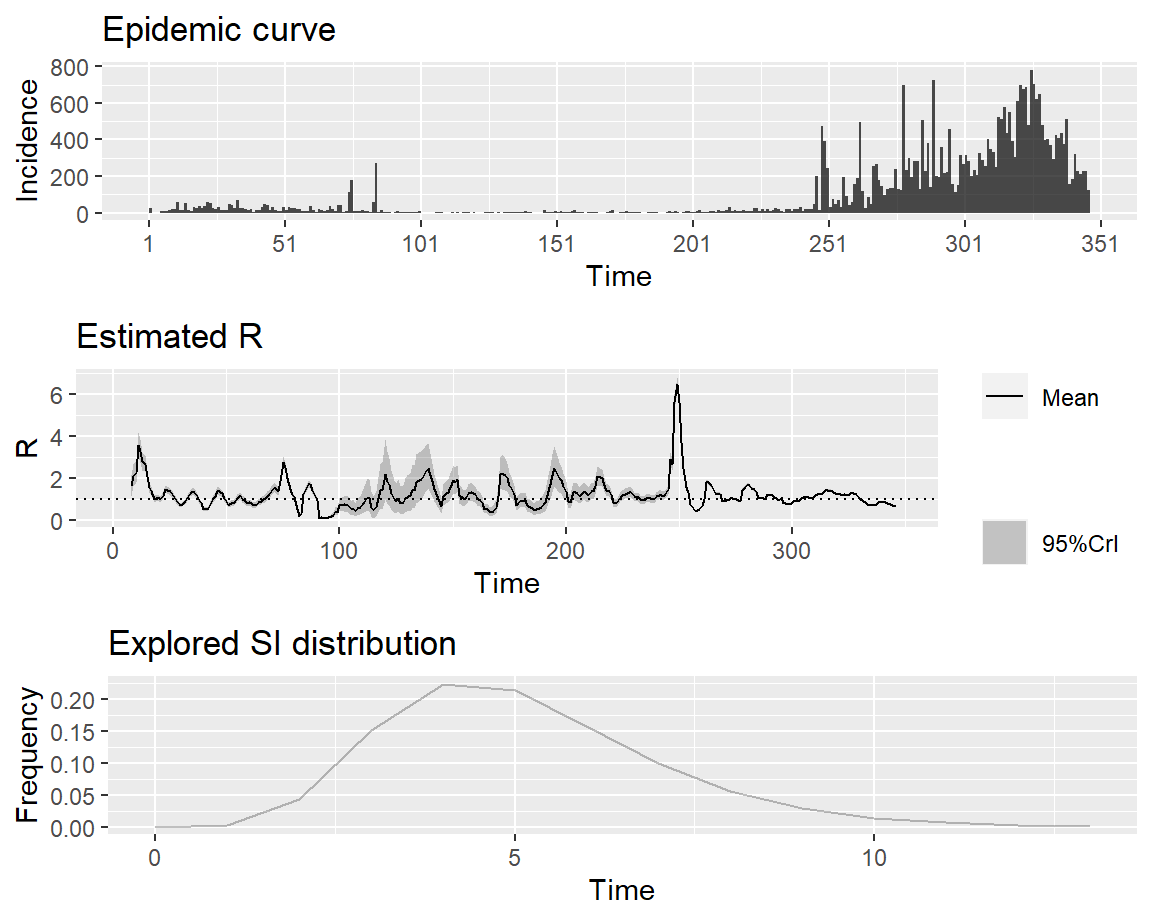 Epidemic curve
800
600
400
200
0
Incidence
1 51 101 151 201 251 301 351
Time
Estimated R
6
4
2
0
R
0 100 200 300
Time
Mean
95%CrI
Explored SI distribution
0.20
0.15
0.10
0.05
0.00
Frequency
0 5 10
Time